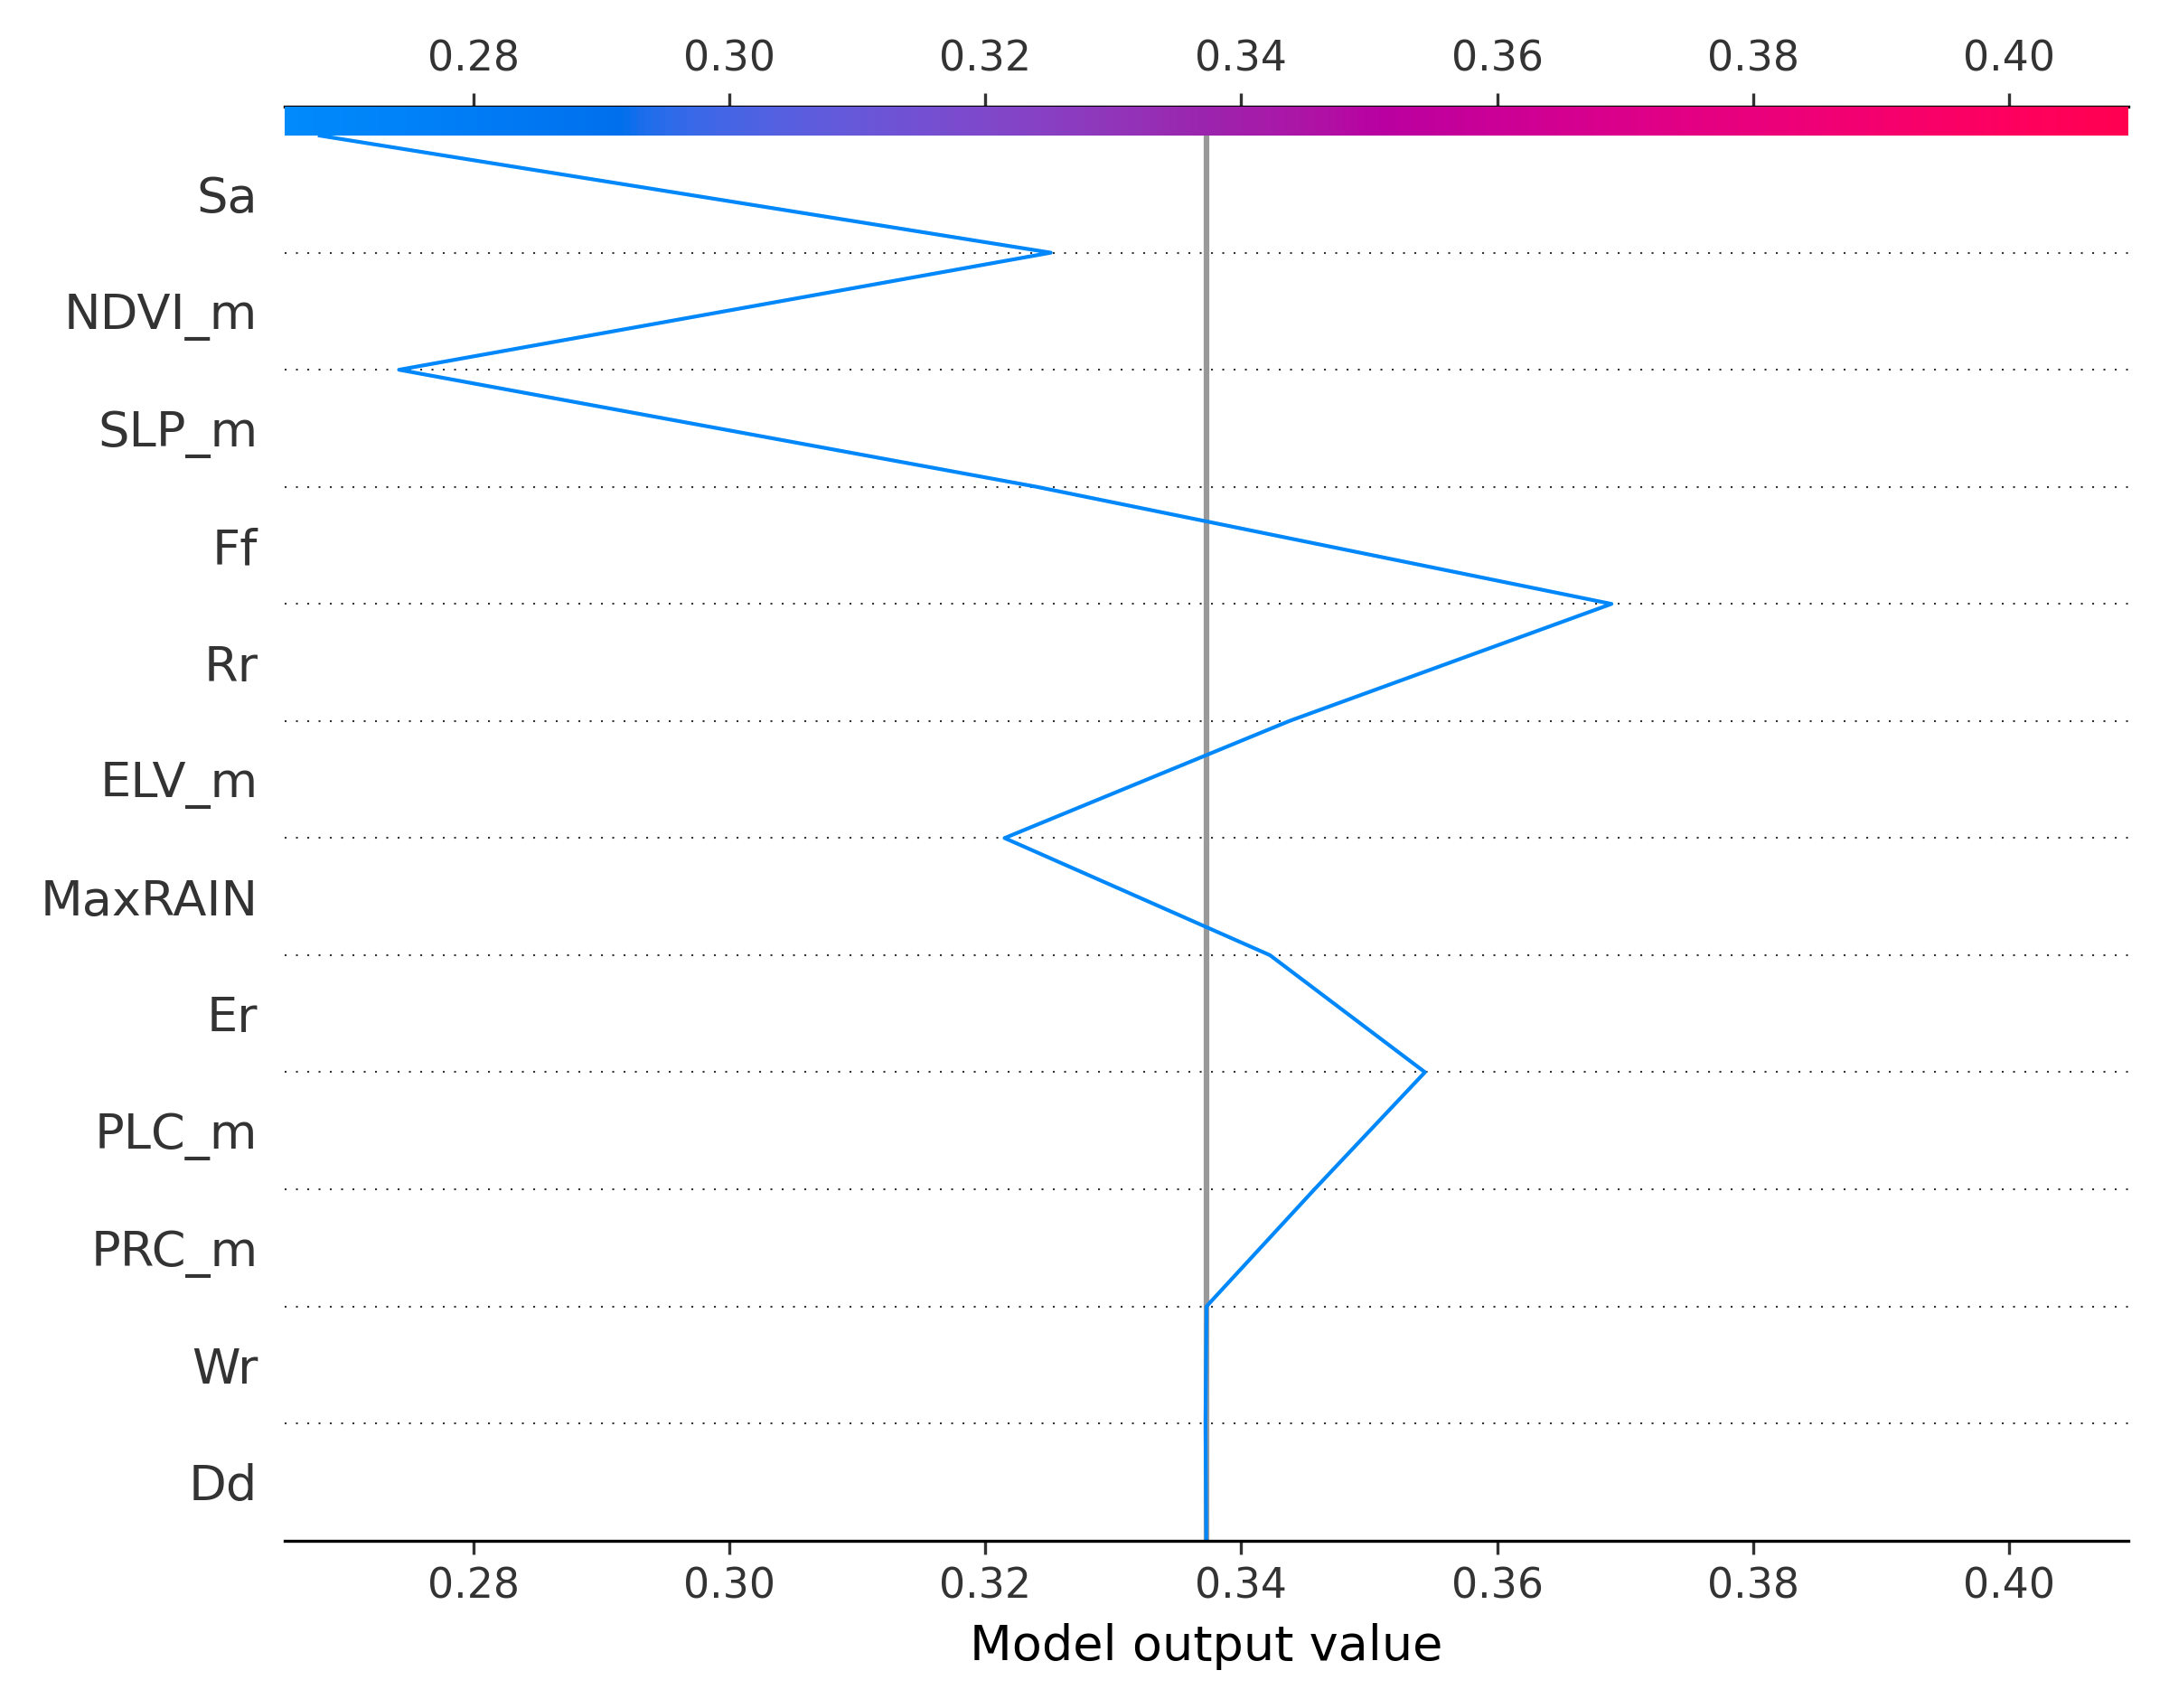 0.28 0.30 0.32 0.34 0.36 0.38 0.40
Sa
NDVI_m
SLP_m
Ff
Rr
ELV_m
MaxRAIN
Er
PLC_m
PRC_m
Wr
Dd
0.28 0.30 0.32 0.34 0.36 0.38 0.40
Model output value